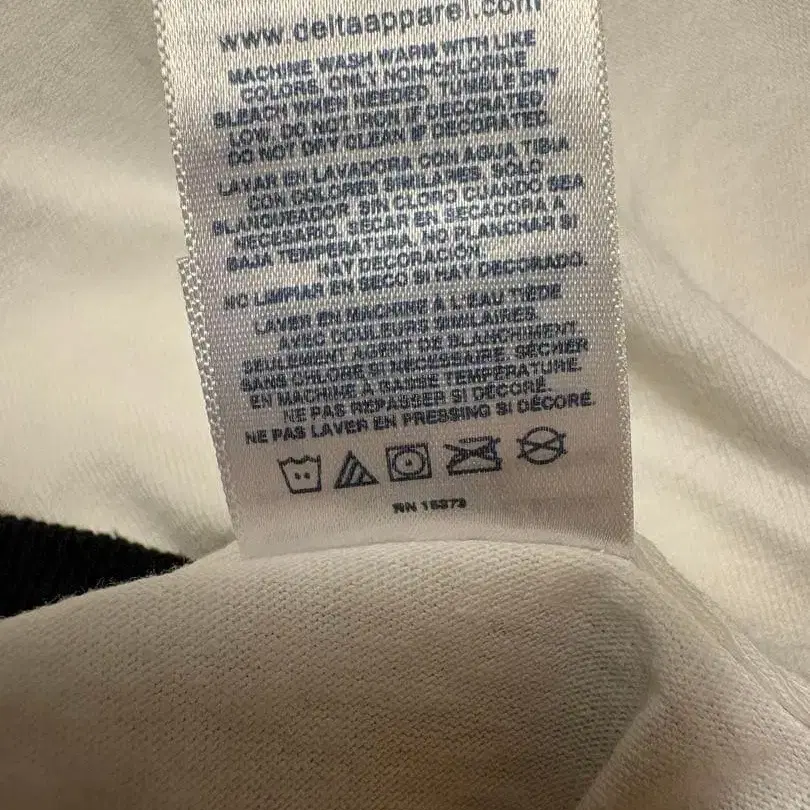 www.deltaapparel.com
MACHINE WASH WARM WITH LIKE
COLORS, ONLY NON-CHLORINE
BLEACH WHEN NEEDED, TUMBLE DRY
LOW, DO NOT IRON IF DECORATED
DO NOT DRY CLEAN IF DECORATED.
LAVAR EN LAVADORA CON AGUA TIBIA
CON COLORES SIMILARES, SOLO
BLANQUEADOR, SIN CLORO CUANDO SEA
NECESARIO, SECAR EN SECADORA A
BAJA TEMPERATURA, NO PLANCHAR SI
HAY DECORACIÓN
NO LIMPIAR EN SECO SI HAY DECORADO.
LAVER EN MACHINE À L'EAU TIÈDE
AVEC COULEURS SIMILAIRES,
SEULEMENT AGENT DE BLANCHIMENT
SANS CHLORE SI NÉCESSAIRE, SÉCHER
EN MACHINE À BASSE TEMPÉRATURE.
NE PAS REPASSER SI DÉCORÉ.
NE PAS LAVER EN PRESSING SI DÉCORÉ.
RN 15273